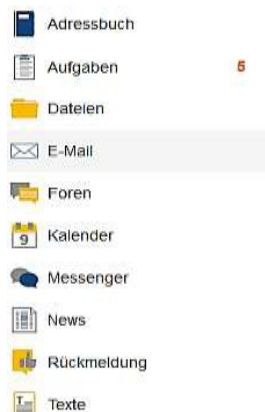 Adressbuch
Aufgaben 5
Dateien
E-Mail
Foren
9 Kalender
Messenger
News
Rückmeldung
T Texte